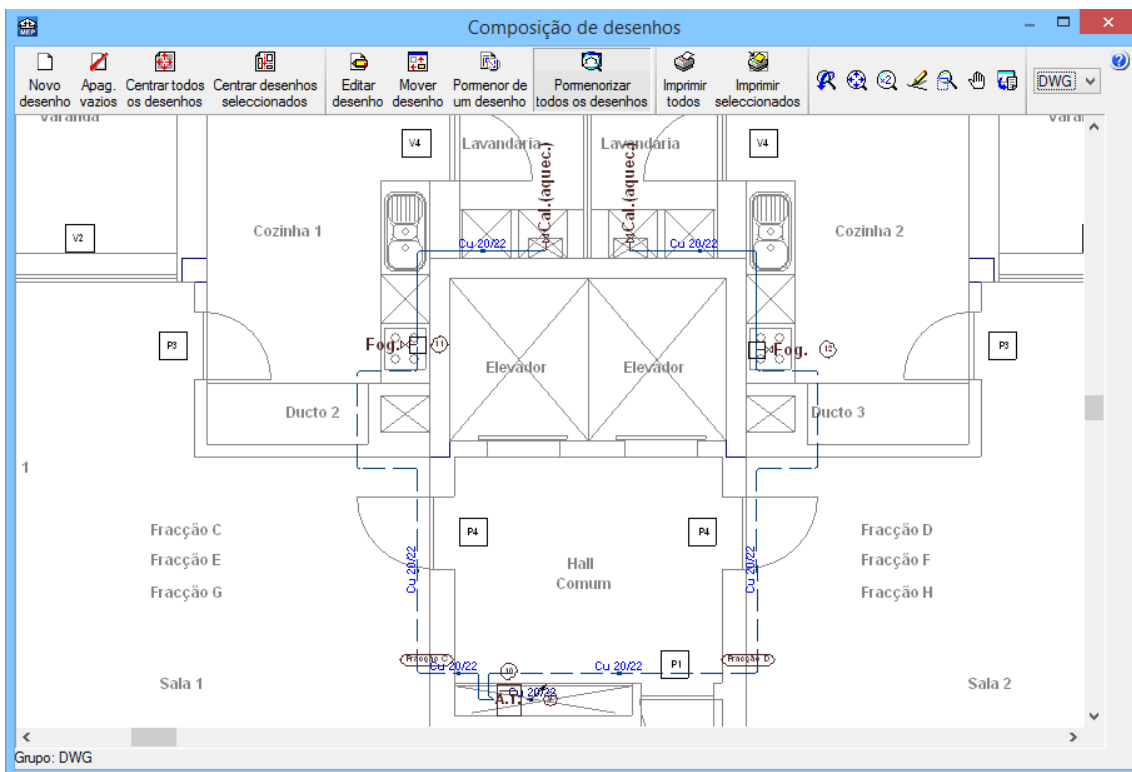 Composição de desenhos
MEP
Novo desenho
Apag. vazios
Centrar todos os desenhos
Centrar desenhos seleccionados
Editar desenho
Mover desenho
Pormenor de um desenho
Pormenorizar todos os desenhos
Imprimir todos
Imprimir seleccionados
DWG
Varanda
V4
Lavandaria
Lavandaria
V4
Cal.(aquec.)
Cal.(aquec.)
V2
Cozinha 1
Cu 20/22
Cu 20/22
Cozinha 2
P3
Fog.
11
Elevador
Elevador
Fog.
12
P3
Ducto 2
Ducto 3
1
Fracção C
P4
P4
Fracção D
Fracção E
Cu 20/22
Hall
Comum
Cu 20/22
Fracção F
Fracção G
Fracção H
Fracção C
Cu 20/22
10
Cu 20/22
P1
Fracção D
Sala 1
A.T.
Cu 20/22
Sala 2
Grupo: DWG